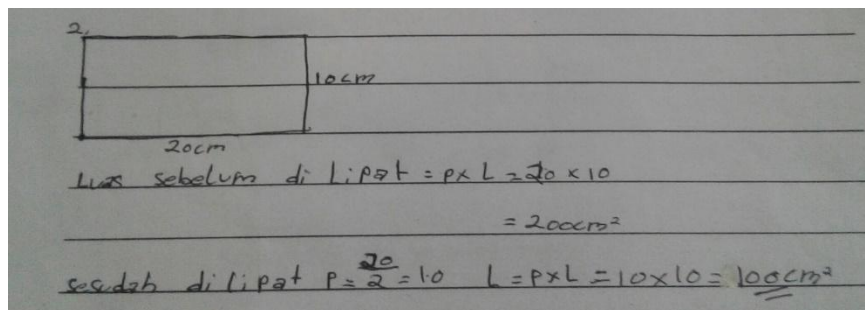 2.
10cm
20cm
Luas sebelum di Lipat = p x L = 20 x 10
= 200cm²
sesudah dilipat P = 20/2 = 10 L = p x L = 10 x 10 = 100cm²